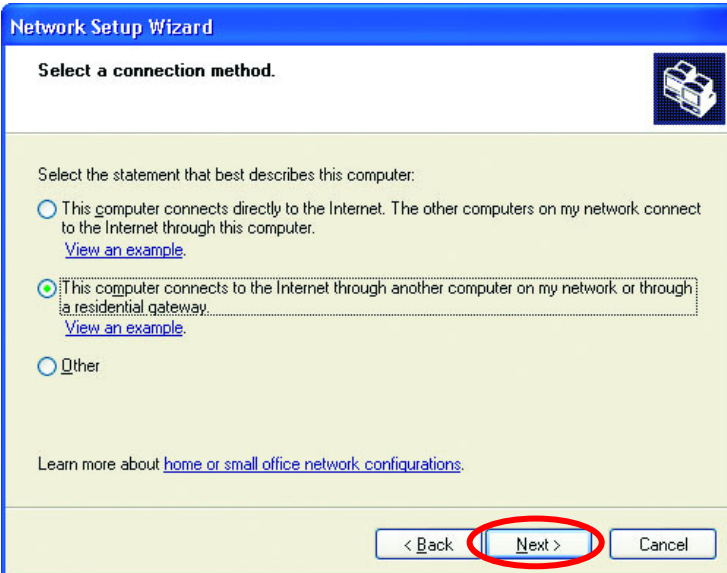 Network Setup Wizard
Select a connection method.
Select the statement that best describes this computer:
This computer connects directly to the Internet. The other computers on my network connect
to the Internet through this computer.
View an example.
This computer connects to the Internet through another computer on my network or through
a residential gateway.
View an example.
Other
Learn more about home or small office network configurations.
< Back Next > Cancel